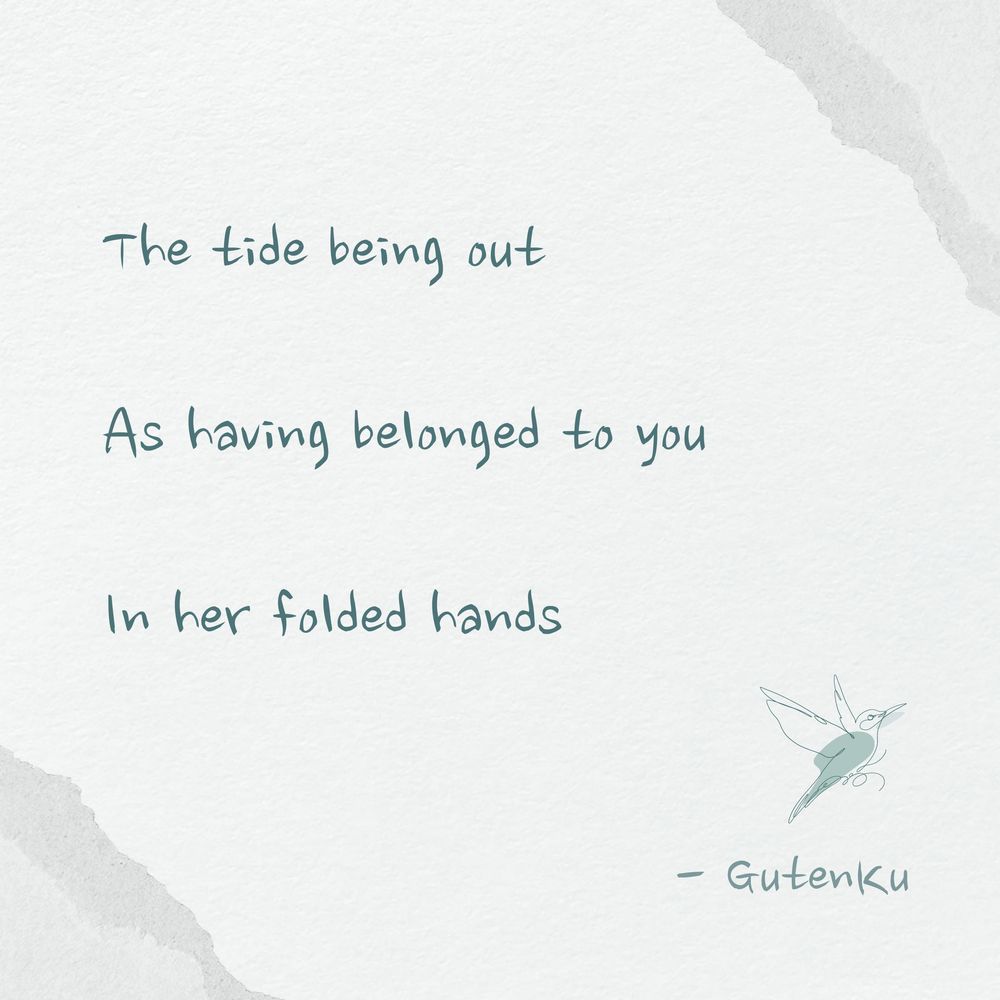 The tide being out
As having belonged to you
In her folded hands
- GutenKu